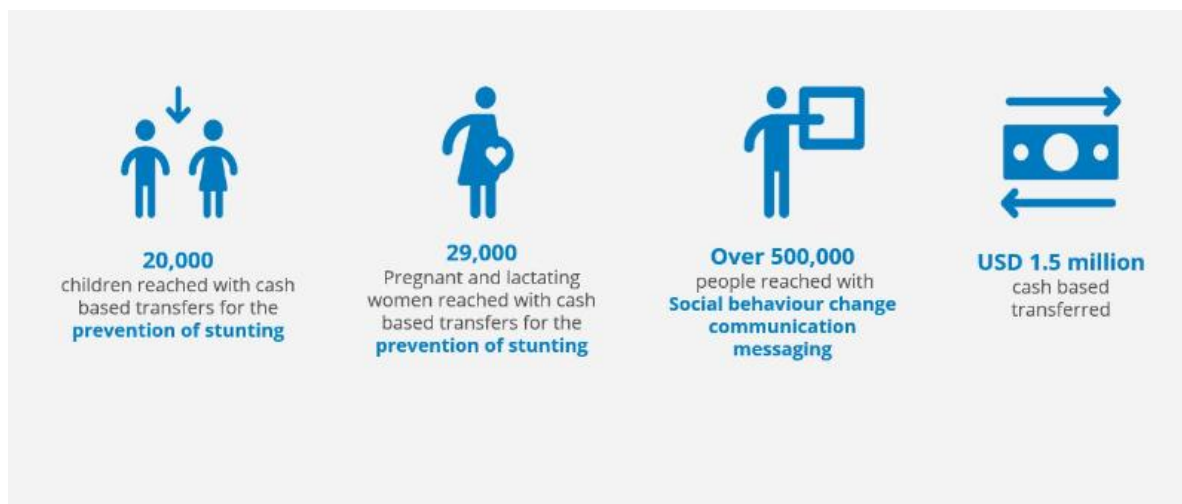 20,000
children reached with cash
based transfers for the
prevention of stunting
29,000
Pregnant and lactating
women reached with cash
based transfers for the
prevention of stunting
Over 500,000
people reached with
Social behaviour change
communication
messaging
USD 1.5 million
cash based
transferred